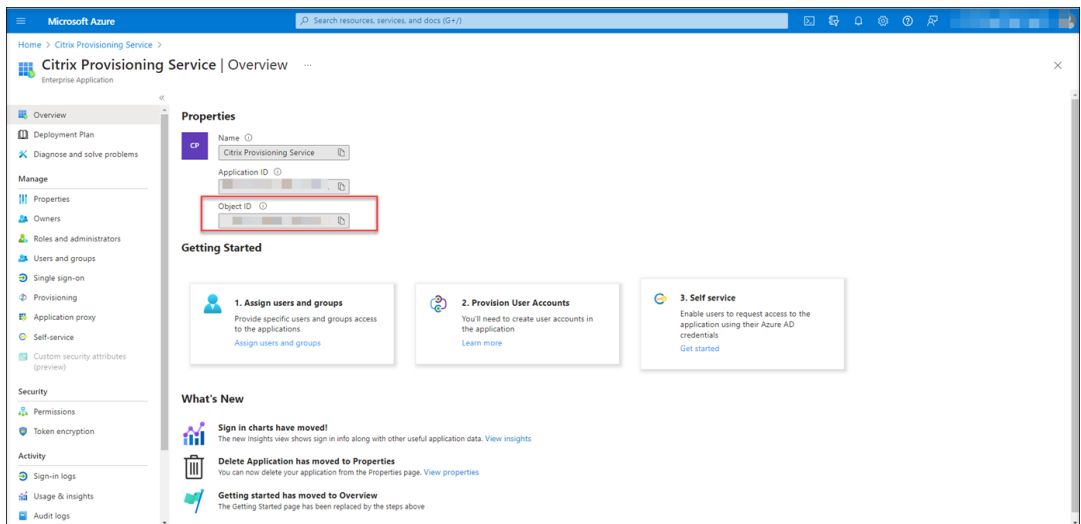 Microsoft Azure
Search resources, services, and docs (G+/)
Home > Citrix Provisioning Service >
Citrix Provisioning Service | Overview ...
Enterprise Application
Overview
Deployment Plan
Diagnose and solve problems
Manage
Properties
Owners
Roles and administrators
Users and groups
Single sign-on
Provisioning
Application proxy
Self-service
Custom security attributes
(preview)
Security
Permissions
Token encryption
Activity
Sign-in logs
Usage & insights
Audit logs
Properties
CP
Name
Citrix Provisioning Service
Application ID
Object ID
Getting Started
1. Assign users and groups
Provide specific users and groups access
to the applications
Assign users and groups
2. Provision User Accounts
You'll need to create user accounts in
the application
Learn more
3. Self service
Enable users to request access to the
application using their Azure AD
credentials
Get started
What's New
Sign in charts have moved!
The new Insights view shows sign in info along with other useful application data. View insights
Delete Application has moved to Properties
You can now delete your application from the Properties page. View properties
Getting started has moved to Overview
The Getting Started page has been replaced by the steps above